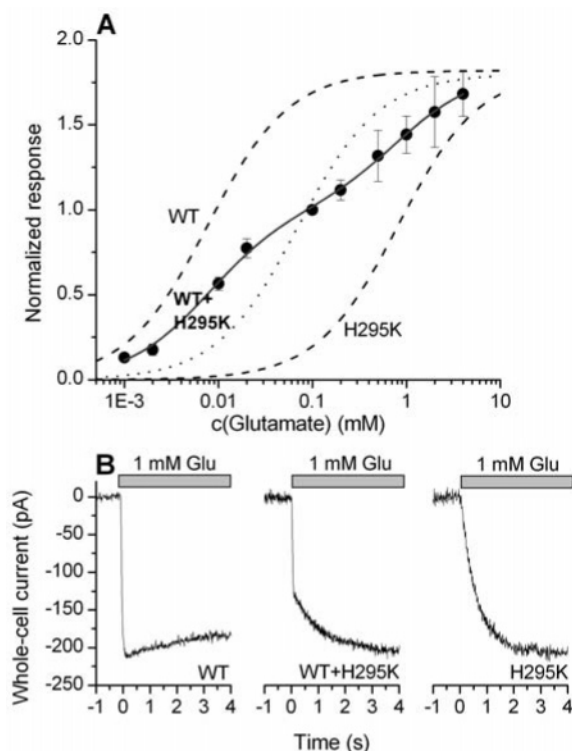 A
2.0
1.5
1.0
0.5
0.0
Normalized response
WT
WT+
H295K.
H295K
1E-3 0.01 0.1 1 10
c(Glutamate) (mM)
B
1 mM Glu 1 mM Glu 1 mM Glu
0
-50
-100
-150
-200
-250
Whole-cell current (pA)
WT WT+H295K H295K
-1 0 1 2 3 4 -1 0 1 2 3 4 -1 0 1 2 3 4
Time (s)